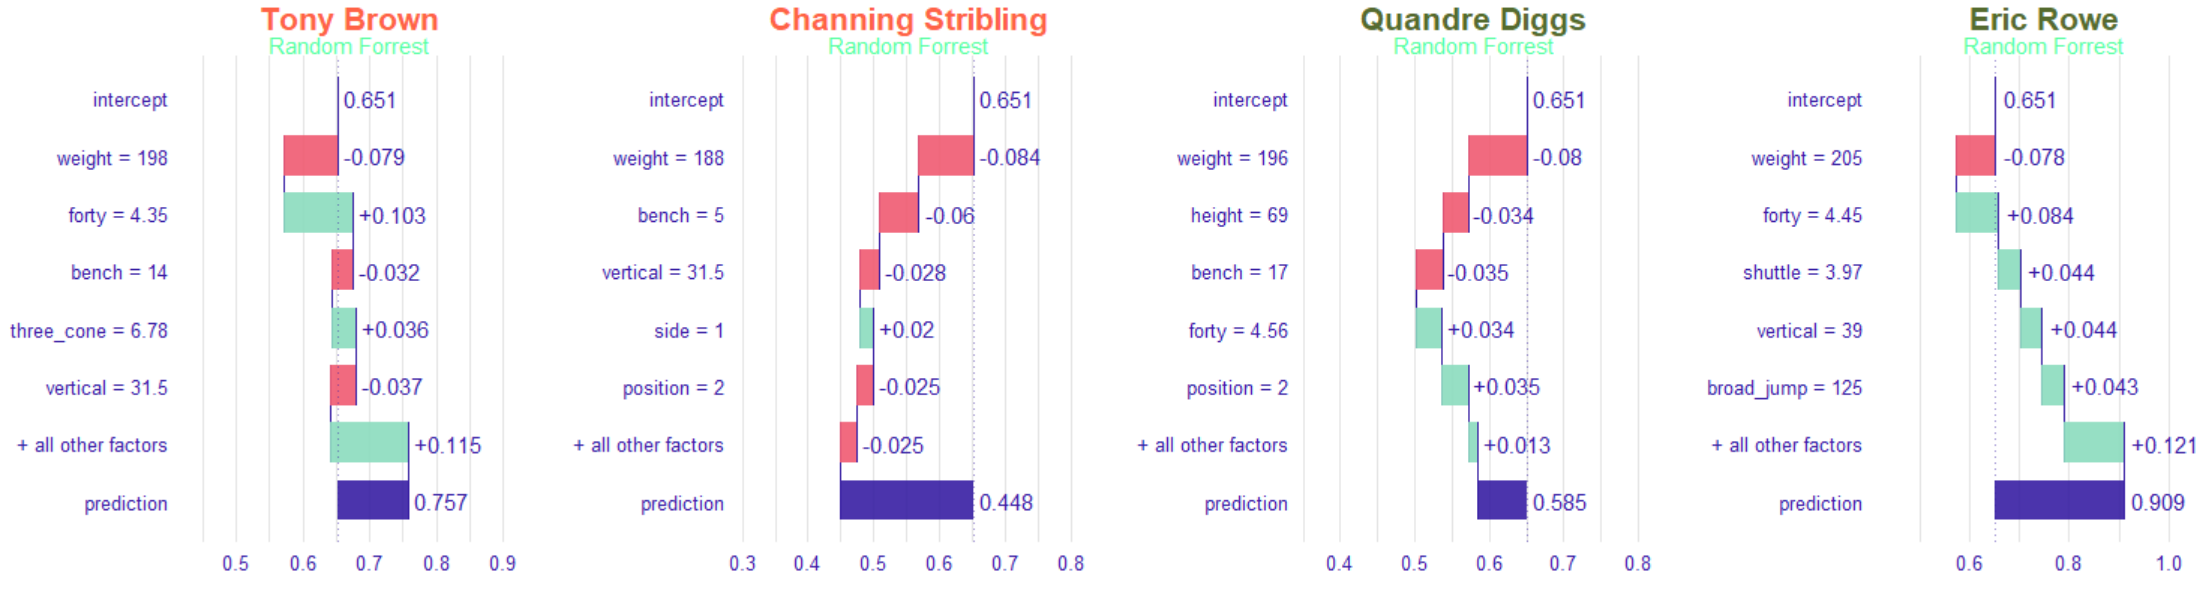 Tony Brown
Random Forrest
intercept 0.651
weight = 198 -0.079
forty = 4.35 +0.103
bench = 14 -0.032
three_cone = 6.78 +0.036
vertical = 31.5 -0.037
+ all other factors +0.115
prediction 0.757
0.5 0.6 0.7 0.8 0.9
Channing Stribling
Random Forrest
intercept 0.651
weight = 188 -0.084
bench = 5 -0.06
vertical = 31.5 -0.028
side = 1 +0.02
position = 2 -0.025
+ all other factors -0.025
prediction 0.448
0.3 0.4 0.5 0.6 0.7 0.8
Quandre Diggs
Random Forrest
intercept 0.651
weight = 196 -0.08
height = 69 -0.034
bench = 17 -0.035
forty = 4.56 +0.034
position = 2 +0.035
+ all other factors +0.013
prediction 0.585
0.4 0.5 0.6 0.7 0.8
Eric Rowe
Random Forrest
intercept 0.651
weight = 205 -0.078
forty = 4.45 +0.084
shuttle = 3.97 +0.044
vertical = 39 +0.044
broad_jump = 125 +0.043
+ all other factors +0.121
prediction 0.909
0.6 0.8 1.0